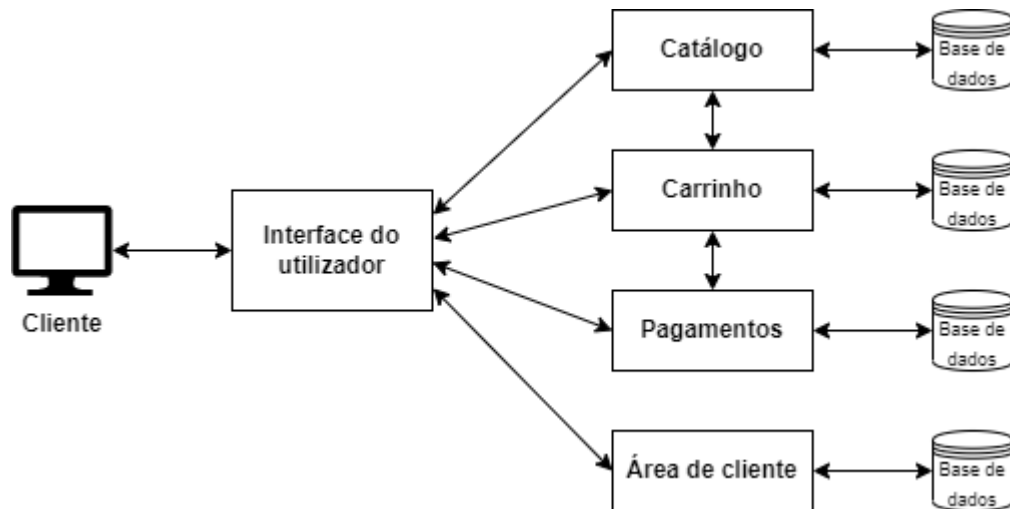 Catálogo
Base de
dados
Carrinho
Base de
dados
Interface do
utilizador
Cliente
Pagamentos
Base de
dados
Área de cliente
Base de
dados